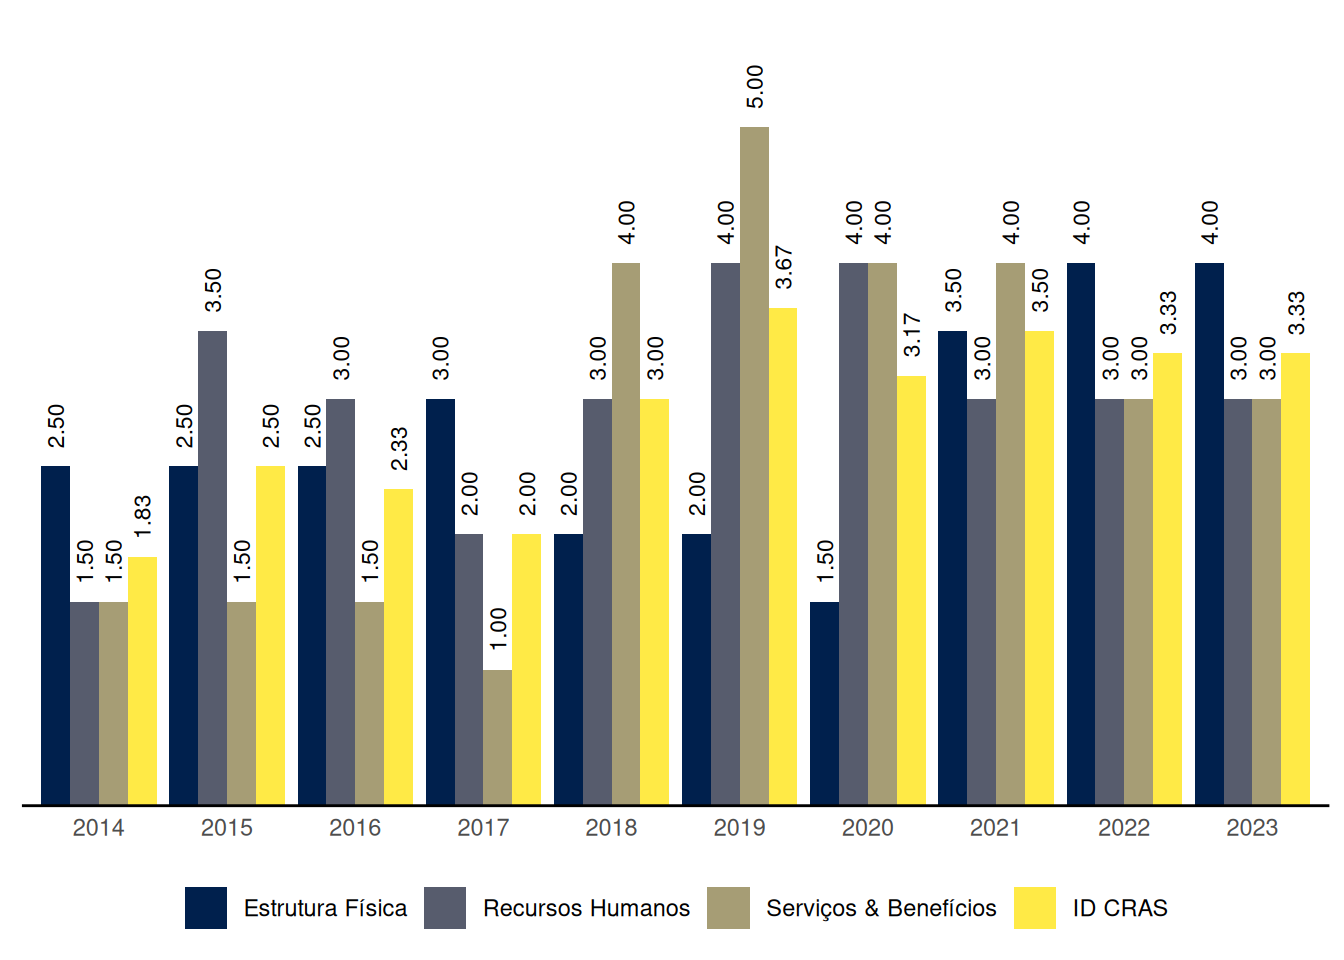 2.50 1.50 1.50 1.83 2.50 3.50 1.50 2.50 2.50 3.00 1.50 2.33 3.00 2.00 1.00 2.00 2.00 3.00 4.00 3.00 2.00 4.00 5.00 3.67 1.50 4.00 4.00 3.17 3.50 3.00 4.00 3.50 4.00 3.00 3.00 3.33 4.00 3.00 3.00 3.33
2014 2015 2016 2017 2018 2019 2020 2021 2022 2023
Estrutura Física Recursos Humanos Serviços & Benefícios ID CRAS